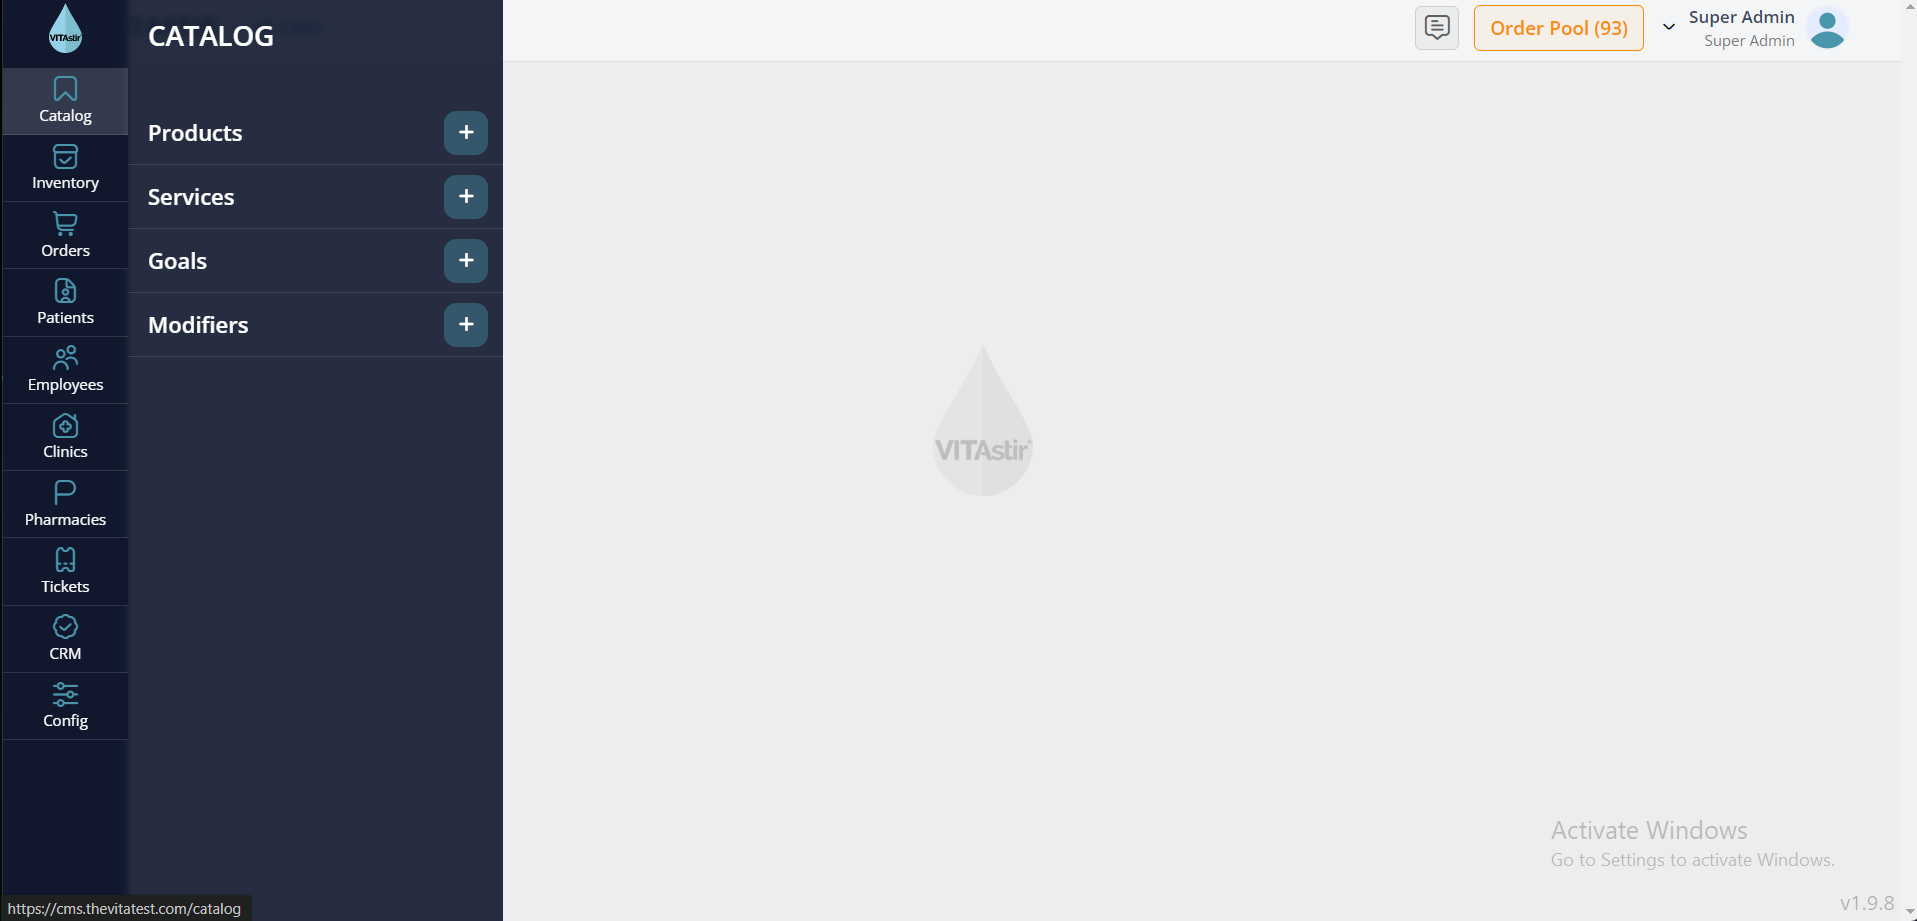 VITAstir
CATALOG
Order Pool (93)
Super Admin
Super Admin
Catalog
Inventory
Orders
Patients
Employees
Clinics
Pharmacies
Tickets
CRM
Config
Products
Services
Goals
Modifiers
VITAstir
Activate Windows
Go to Settings to activate Windows.
v1.9.8
https://cms.thevitatest.com/catalog